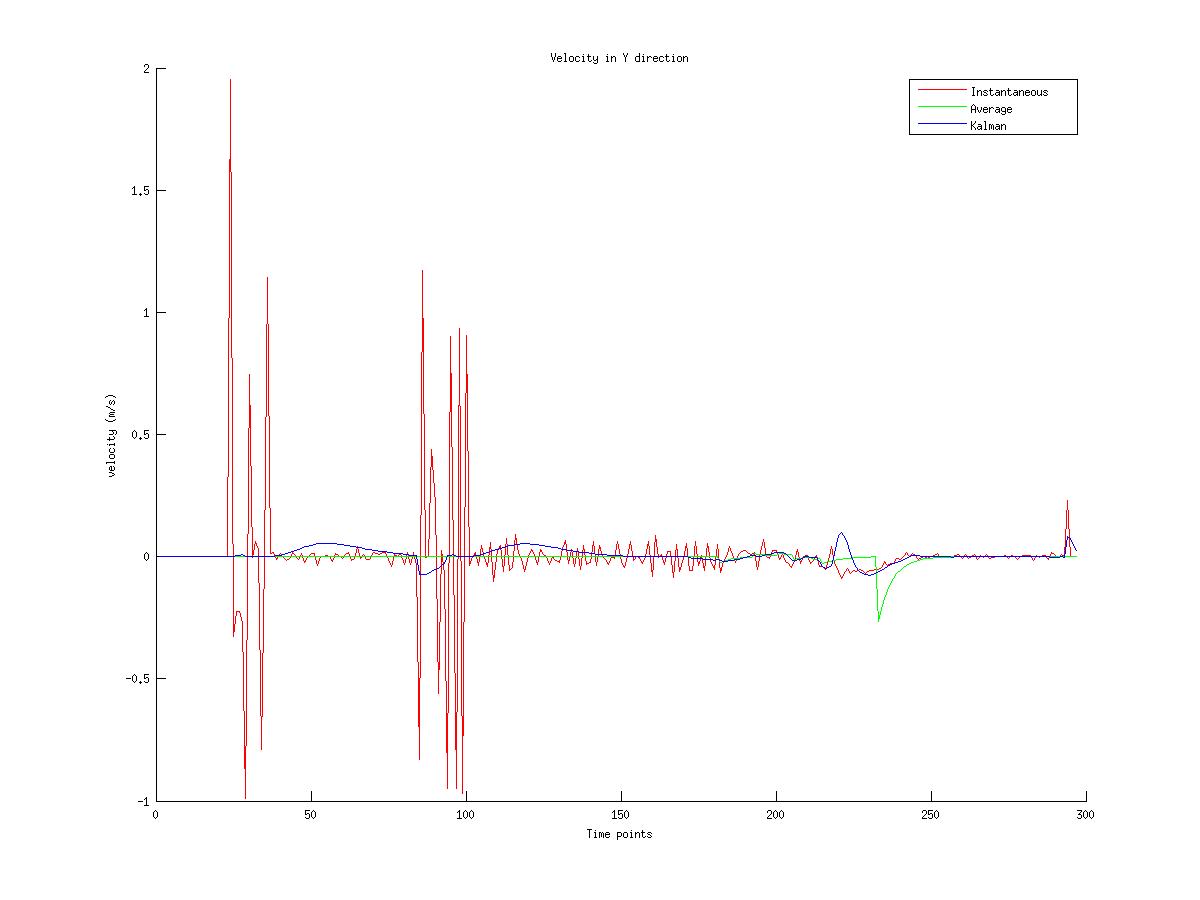 Velocity in Y direction
Instantaneous
Average
Kalman
2
1.5
1
0.5
0
-0.5
-1
velocity (m/s)
0 50 100 150 200 250 300
Time points